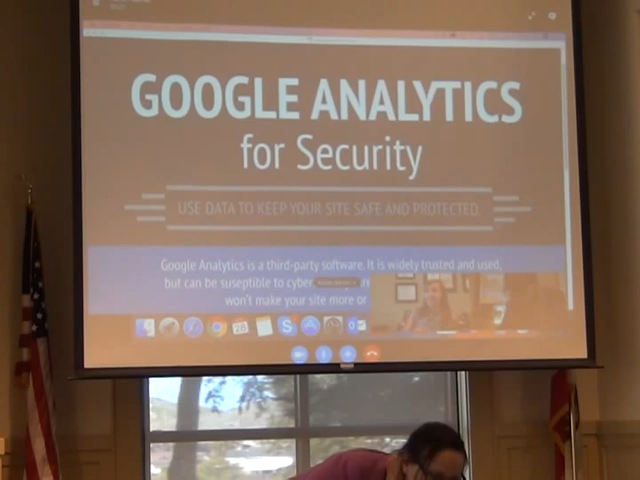 GOOGLE ANALYTICS
for Security
USE DATA TO KEEP YOUR SITE SAFE AND PROTECTED.
Google Analytics is a third-party software. It is widely trusted and used,
but can be suseptible to cyber
won't make your site more or
20